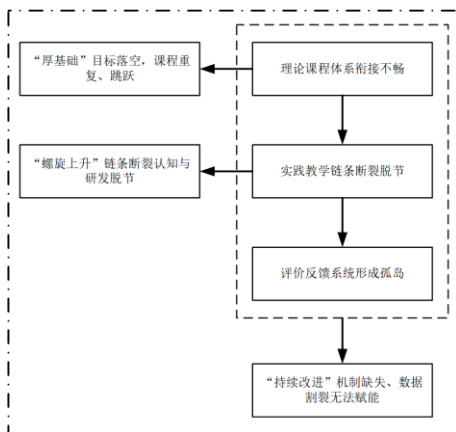 “厚基础”目标落空，课程重
复、跳跃
理论课程体系衔接不畅
“螺旋上升”链条断裂认知与
研发脱节
实践教学链条断裂脱节
评价反馈系统形成孤岛
“持续改进”机制缺失、数据
割裂无法赋能